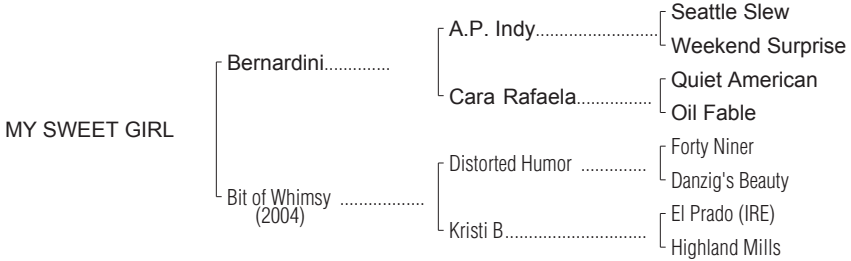 Seattle Slew
A.P. Indy..........................
Weekend Surprise
Bernardini..............
Quiet American
Cara Rafaela................
Oil Fable
MY SWEET GIRL
Forty Niner
Distorted Humor ..............
Danzig's Beauty
Bit of Whimsy ..................
(2004)
El Prado (IRE)
Kristi B..............................
Highland Mills